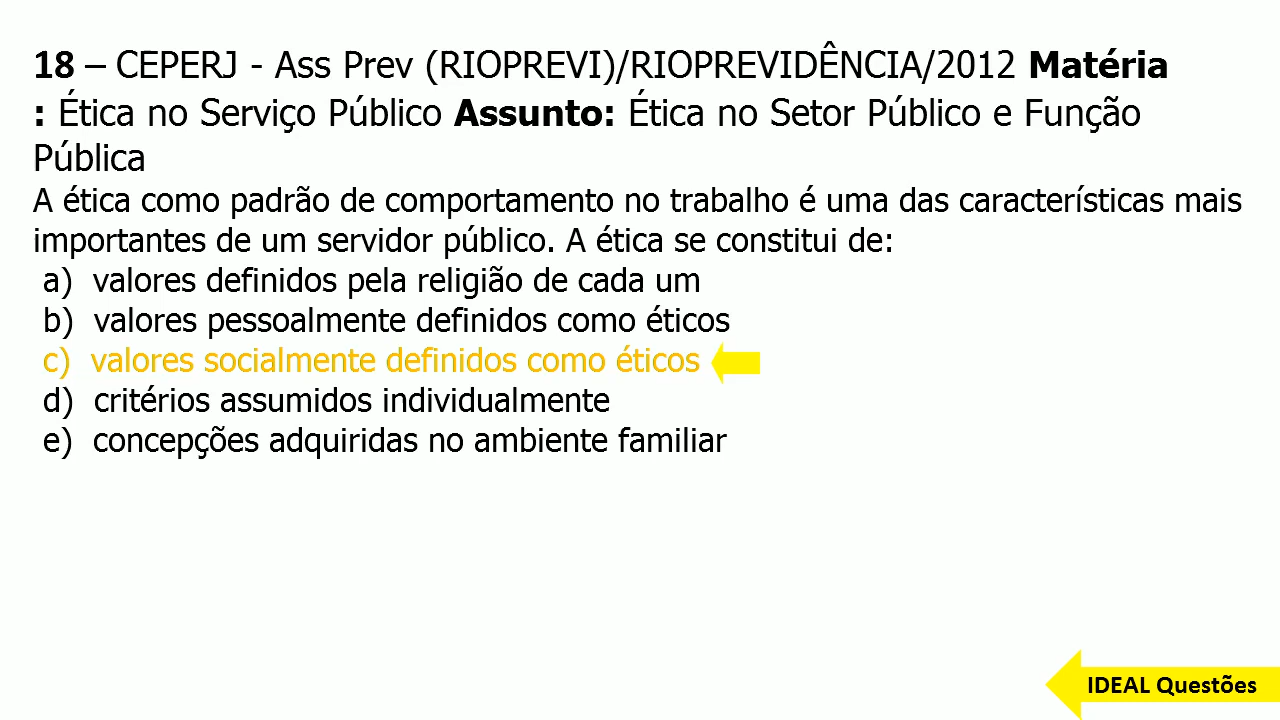 18 – CEPERJ - Ass Prev (RIOPREVI)/RIOPREVIDÊNCIA/2012 Matéria
: Ética no Serviço Público Assunto: Ética no Setor Público e Função
Pública
A ética como padrão de comportamento no trabalho é uma das características mais
importantes de um servidor público. A ética se constitui de:
a) valores definidos pela religião de cada um
b) valores pessoalmente definidos como éticos
c) valores socialmente definidos como éticos
d) critérios assumidos individualmente
e) concepções adquiridas no ambiente familiar
IDEAL Questões